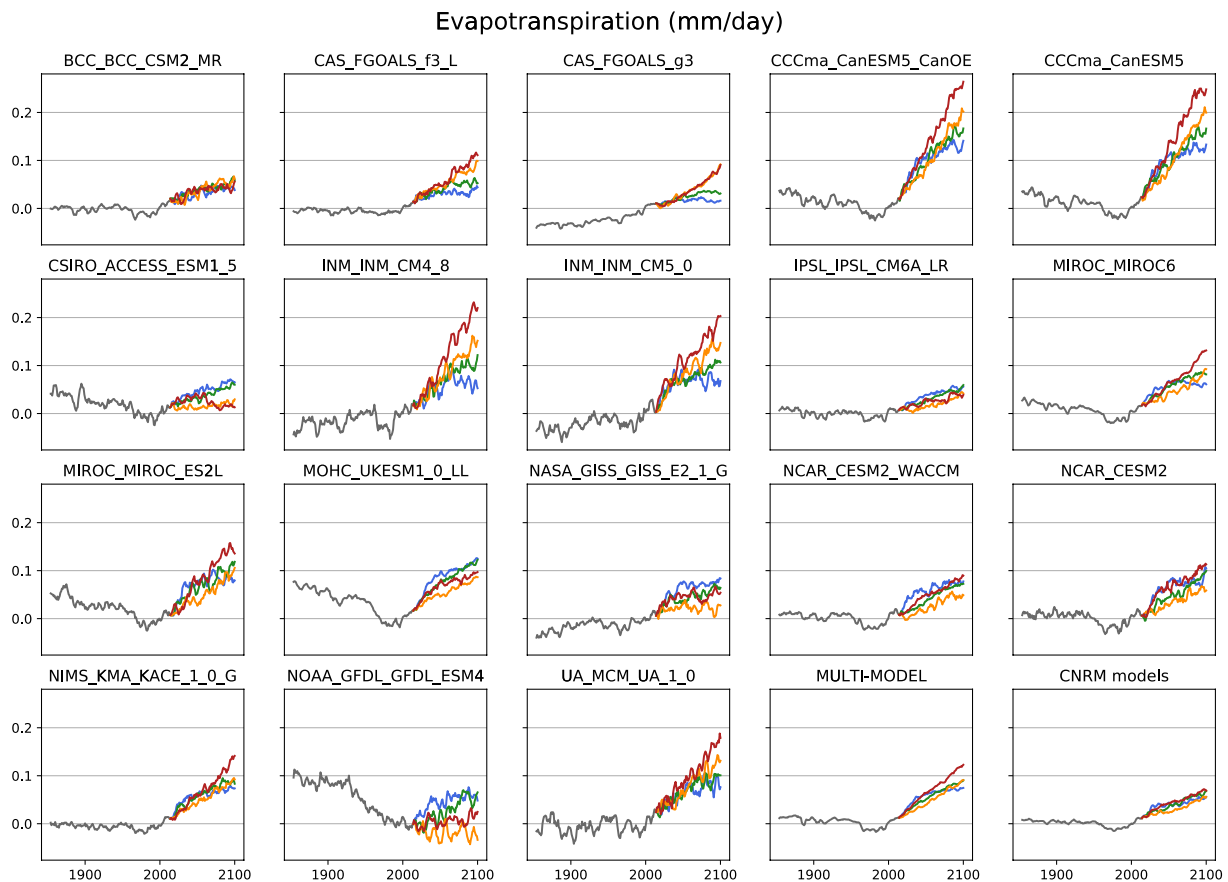 Evapotranspiration (mm/day)
BCC_BCC_CSM2_MR
CAS_FGOALS_f3_L
CAS_FGOALS_g3
CCCma_CanESM5_CanOE
CCCma_CanESM5
0.2
0.1
0.0
CSIRO_ACCESS_ESM1_5
INM_INM_CM4_8
INM_INM_CM5_0
IPSL_IPSL_CM6A_LR
MIROC_MIROC6
0.2
0.1
0.0
MIROC_MIROC_ES2L
MOHC_UKESM1_0_LL
NASA_GISS_GISS_E2_1_G
NCAR_CESM2_WACCM
NCAR_CESM2
0.2
0.1
0.0
NIMS_KMA_KACE_1_0_G
NOAA_GFDL_GFDL_ESM4
UA_MCM_UA_1_0
MULTI-MODEL
CNRM models
0.2
0.1
0.0
1900 2000 2100
1900 2000 2100
1900 2000 2100
1900 2000 2100
1900 2000 2100